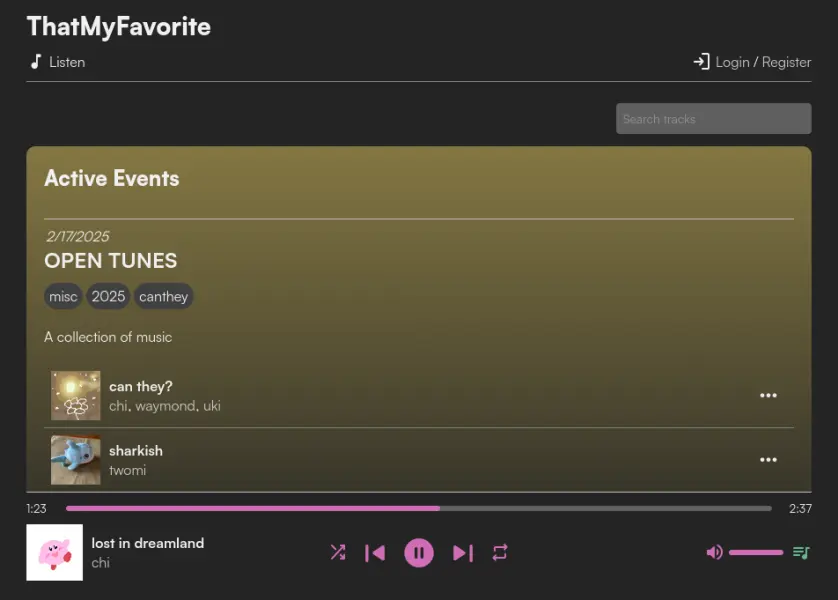 ThatMyFavorite
Listen
Login / Register
Search tracks
Active Events
2/17/2025
OPEN TUNES
misc 2025 canthey
A collection of music
can they?
chi, waymond, uki
sharkish
twomi
1:23 2:37
lost in dreamland
chi